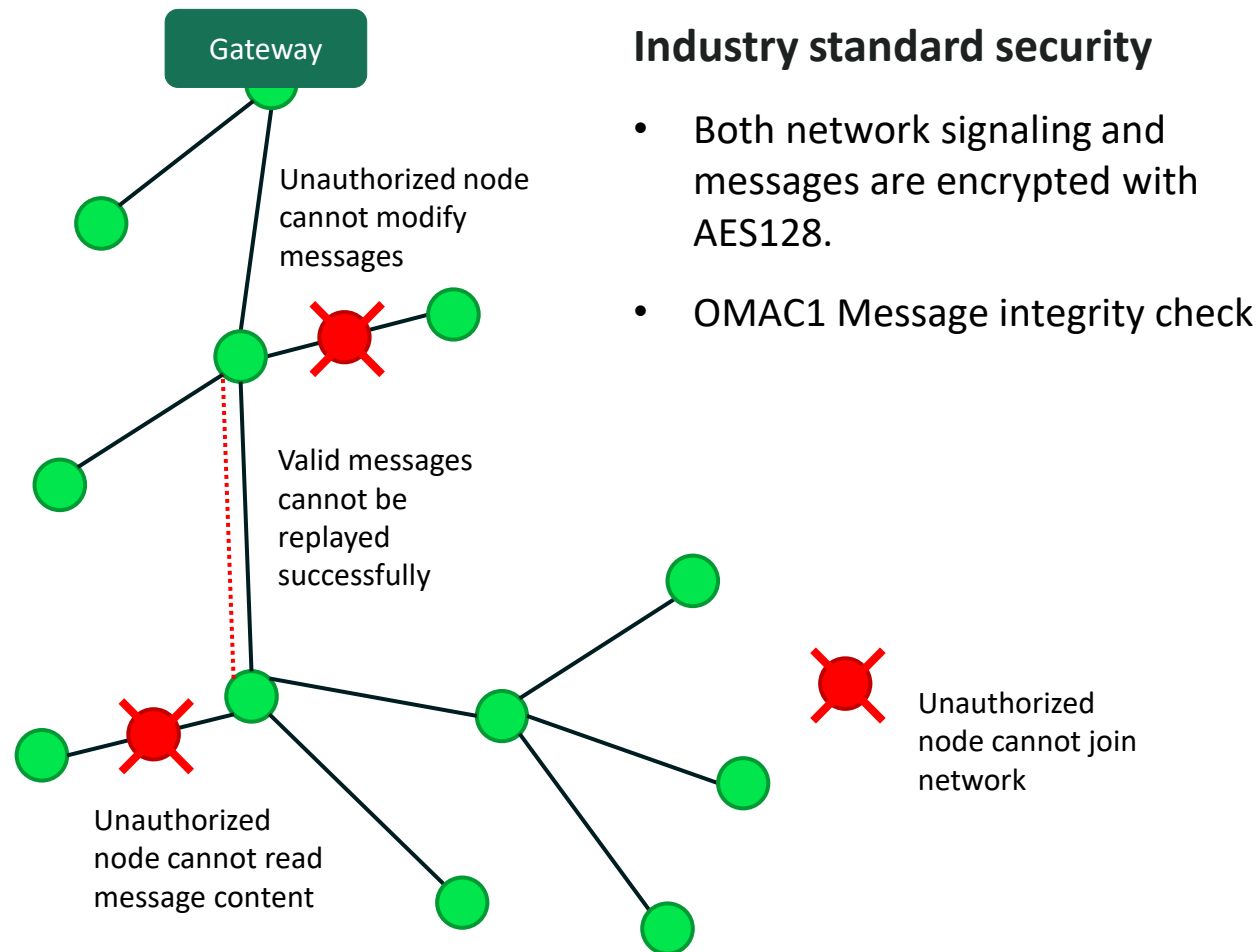 Gateway
Industry standard security
• Both network signaling and
messages are encrypted with
AES128.
• OMAC1 Message integrity check
Unauthorized node
cannot modify
messages
Valid messages
cannot be
replayed
successfully
Unauthorized
node cannot join
network
Unauthorized
node cannot read
message content